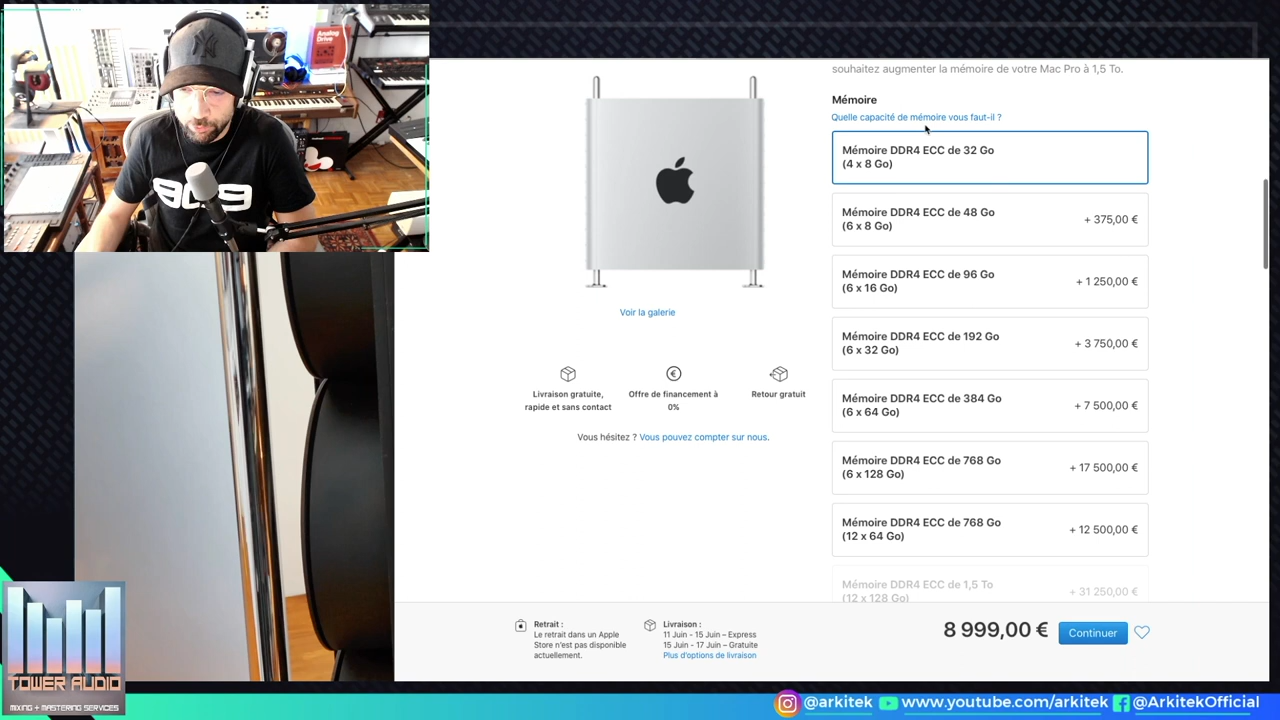 Analog
Drive
909
souhaitez augmenter la mémoire de votre Mac Pro à 1,5 To.
Mémoire
Quelle capacité de mémoire vous faut-il ?
Mémoire DDR4 ECC de 32 Go
(4 x 8 Go)
Mémoire DDR4 ECC de 48 Go
(6 x 8 Go)
+ 375,00 €
Mémoire DDR4 ECC de 96 Go
(6 x 16 Go)
+ 1 250,00 €
Mémoire DDR4 ECC de 192 Go
(6 x 32 Go)
+ 3 750,00 €
Mémoire DDR4 ECC de 384 Go
(6 x 64 Go)
+ 7 500,00 €
Mémoire DDR4 ECC de 768 Go
(6 x 128 Go)
+ 17 500,00 €
Mémoire DDR4 ECC de 768 Go
(12 x 64 Go)
+ 12 500,00 €
Mémoire DDR4 ECC de 1,5 To
(12 x 128 Go)
+ 31 250,00 €
Voir la galerie
Livraison gratuite,
rapide et sans contact
Offre de financement à
0%
Retour gratuit
Vous hésitez ? Vous pouvez compter sur nous.
Retrait :
Le retrait dans un Apple
Store n'est pas disponible
actuellement.
Livraison :
11 Juin - 15 Juin – Express
15 Juin - 17 Juin – Gratuite
Plus d'options de livraison
8 999,00 €
Continuer
TOWER AUDIO
MIXING + MASTERING SERVICES
@arkitek
www.youtube.com/arkitek
@ArkitekOfficial